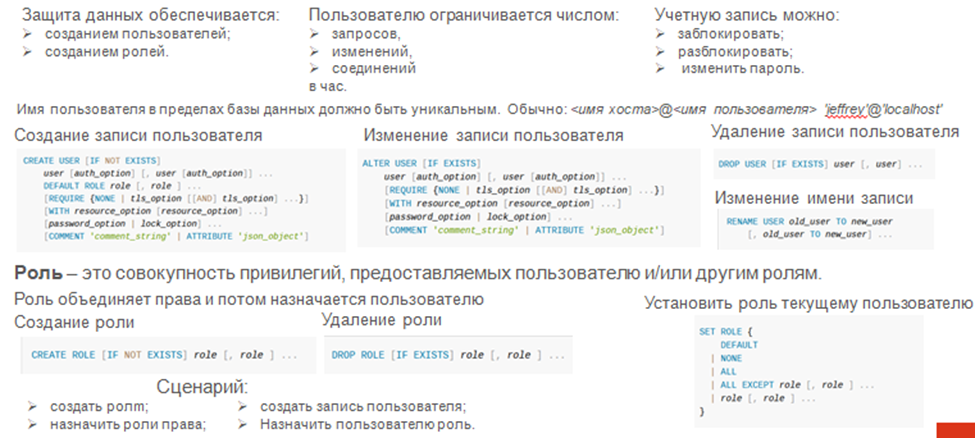 Защита данных обеспечивается:
созданием пользователей;
созданием ролей.
Пользователю ограничивается числом:
запросов,
изменений,
соединений
в час.
Учетную запись можно:
заблокировать;
разблокировать;
изменить пароль.
Имя пользователя в пределах базы данных должно быть уникальным. Обычно: <имя хоста>@<имя пользователя> 'jeffrey'@'localhost'
Создание записи пользователя
CREATE USER [IF NOT EXISTS]
user [auth_option] [, user [auth_option]] ...
DEFAULT ROLE role [, role ] ...
[REQUIRE {NONE | tls_option [[AND] tls_option] ...}]
[WITH resource_option [resource_option] ...]
[password_option | lock_option] ...
[COMMENT 'comment_string' | ATTRIBUTE 'json_object']
Изменение записи пользователя
ALTER USER [IF EXISTS]
user [auth_option] [, user [auth_option]] ...
[REQUIRE {NONE | tls_option [[AND] tls_option] ...}]
[WITH resource_option [resource_option] ...]
[password_option | lock_option] ...
[COMMENT 'comment_string' | ATTRIBUTE 'json_object']
Удаление записи пользователя
DROP USER [IF EXISTS] user [, user] ...
Изменение имени записи
RENAME USER old_user TO new_user
[, old_user TO new_user] ...
Роль – это совокупность привилегий, предоставляемых пользователю и/или другим ролям.
Роль объединяет права и потом назначается пользователю
Создание роли
CREATE ROLE [IF NOT EXISTS] role [, role ] ...
Удаление роли
DROP ROLE [IF EXISTS] role [, role ] ...
Установить роль текущему пользователю
SET ROLE {
DEFAULT
| NONE
| ALL
| ALL EXCEPT role [, role ] ...
| role [, role ] ...
}
Сценарий:
создать ролm;
назначить роли права;
создать запись пользователя;
Назначить пользователю роль.